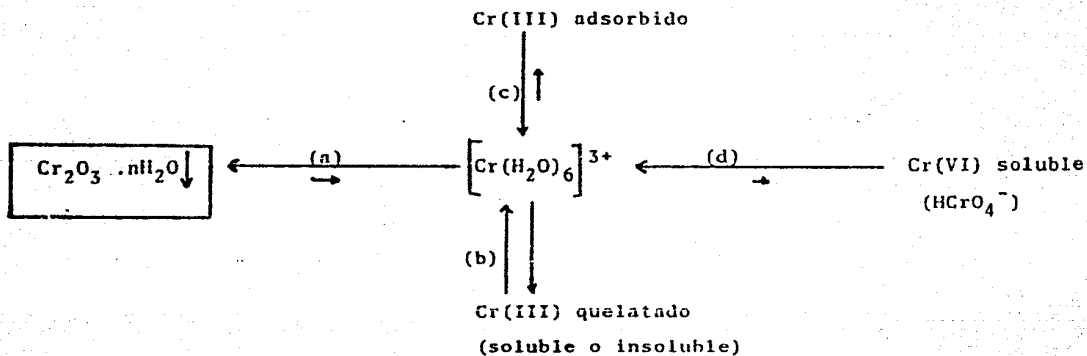 Cr(III) adsorbido
(c)
Cr₂O₃ .nH₂O↓
(a)
[Cr(H₂O)₆]³⁺
(d)
Cr(VI) soluble
(HCrO₄⁻)
(b)
Cr(III) quelatado
(soluble o insoluble)